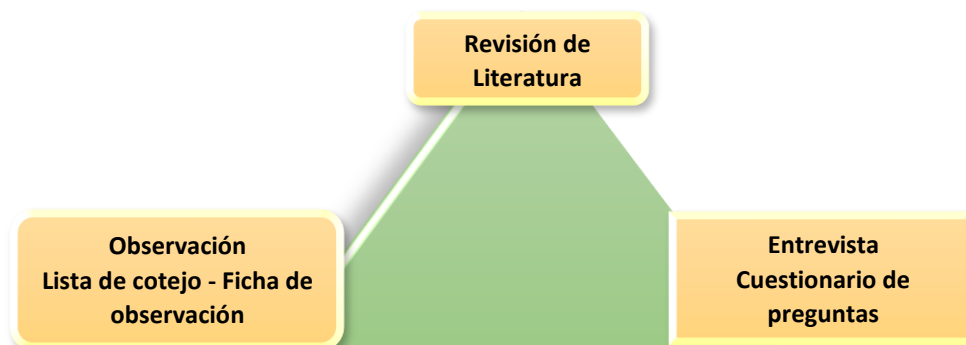 Revisión de
Literatura
Observación
Lista de cotejo - Ficha de
observación
Entrevista
Cuestionario de
preguntas